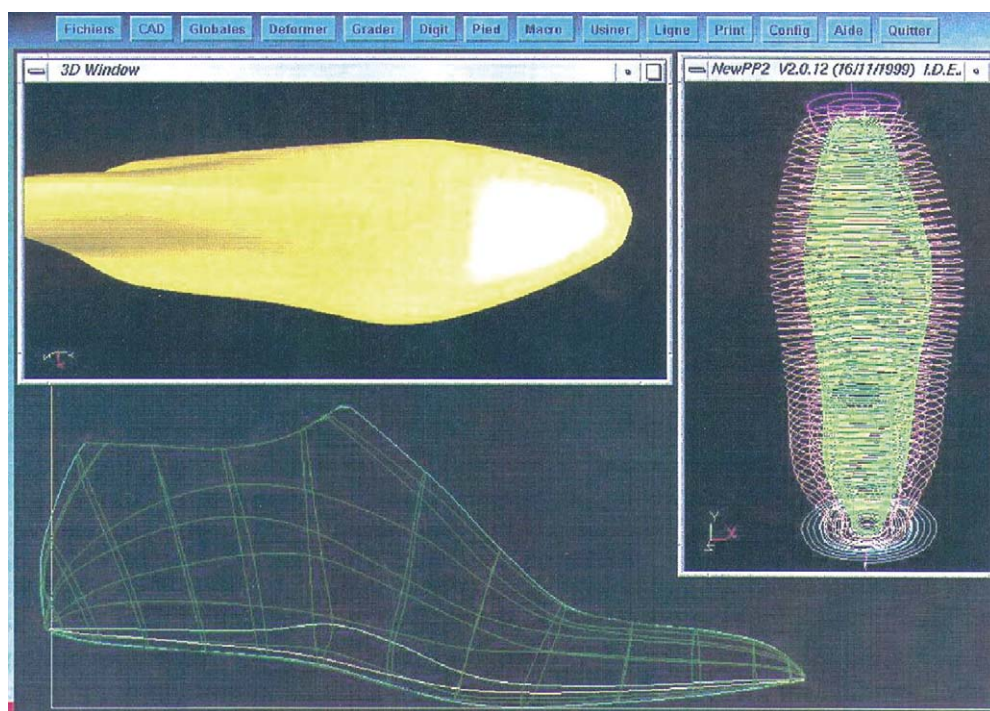 Fichiers CAD Globales Deformer Grader Digit Pied Macro Usiner Ligne Print Config Aide Quitter
3D Window
NewPP2 V2.0.12 (16/11/1999) I.D.E..
Y
X